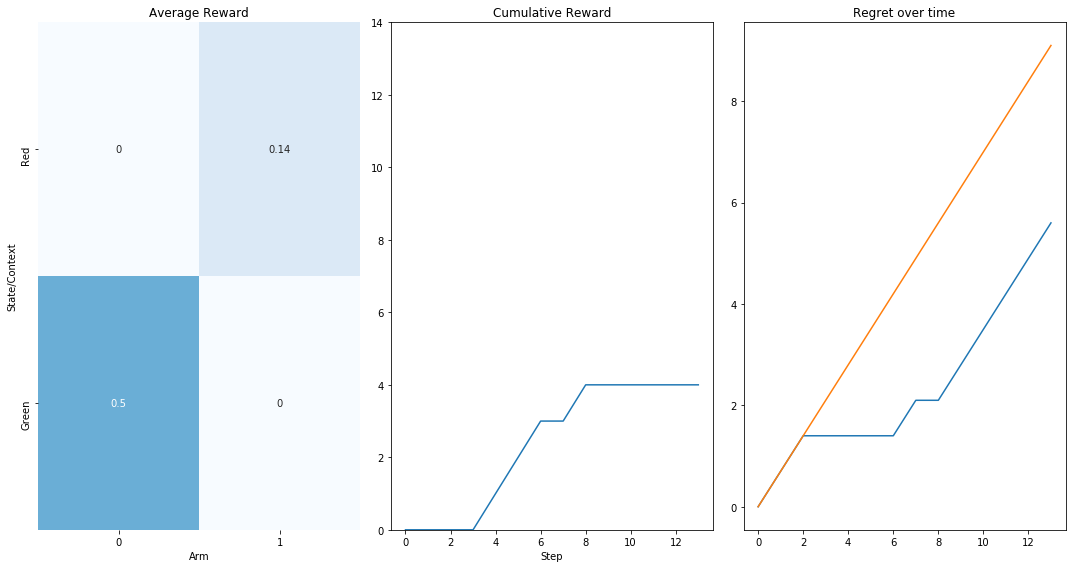 Average Reward
State/Context
Red
Green
0
0.14
0.5
0
0
1
Arm
Cumulative Reward
14
12
10
8
6
4
2
0
0 2 4 6 8 10 12
Step
Regret over time
8
6
4
2
0
0 2 4 6 8 10 12